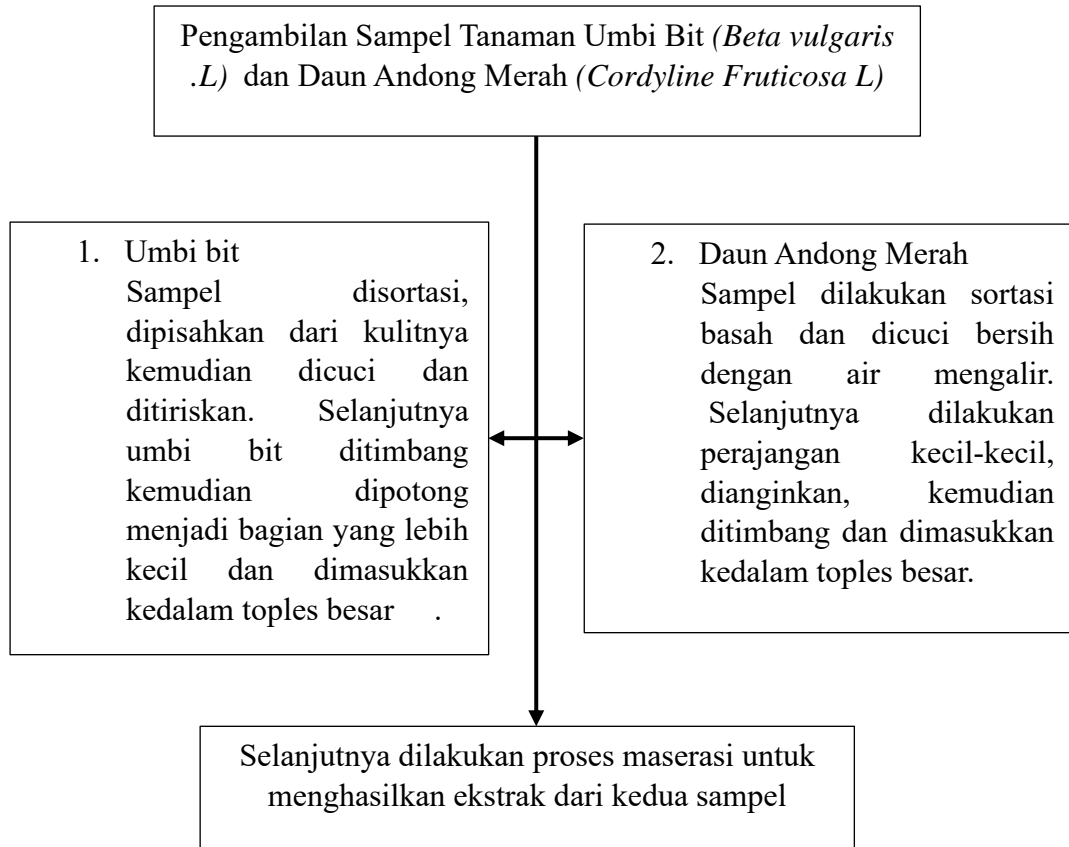 Pengambilan Sampel Tanaman Umbi Bit (Beta vulgaris
.L) dan Daun Andong Merah (Cordyline Fruticosa L)
1. Umbi bit
Sampel disortasi,
dipisahkan dari kulitnya
kemudian dicuci dan
ditiriskan. Selanjutnya
umbi bit ditimbang
kemudian dipotong
menjadi bagian yang lebih
kecil dan dimasukkan
kedalam toples besar .
2. Daun Andong Merah
Sampel dilakukan sortasi
basah dan dicuci bersih
dengan air mengalir.
Selanjutnya dilakukan
perajangan kecil-kecil,
dianginkan, kemudian
ditimbang dan dimasukkan
kedalam toples besar.
Selanjutnya dilakukan proses maserasi untuk
menghasilkan ekstrak dari kedua sampel